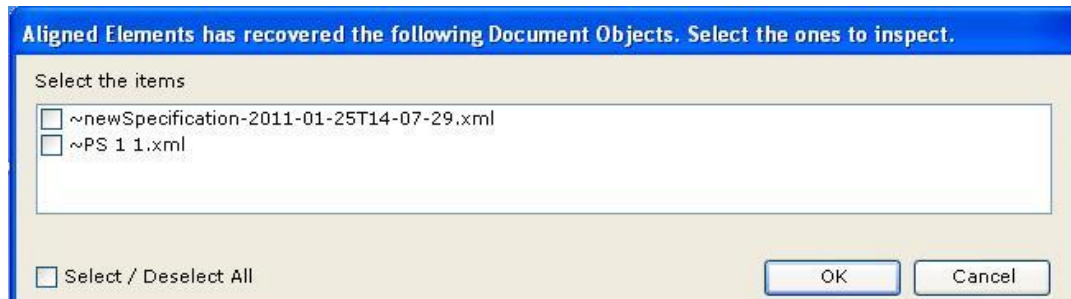 Aligned Elements has recovered the following Document Objects. Select the ones to inspect.
Select the items
~newSpecification-2011-01-25T14-07-29.xml
~PS 1 1.xml
Select / Deselect All
OK
Cancel